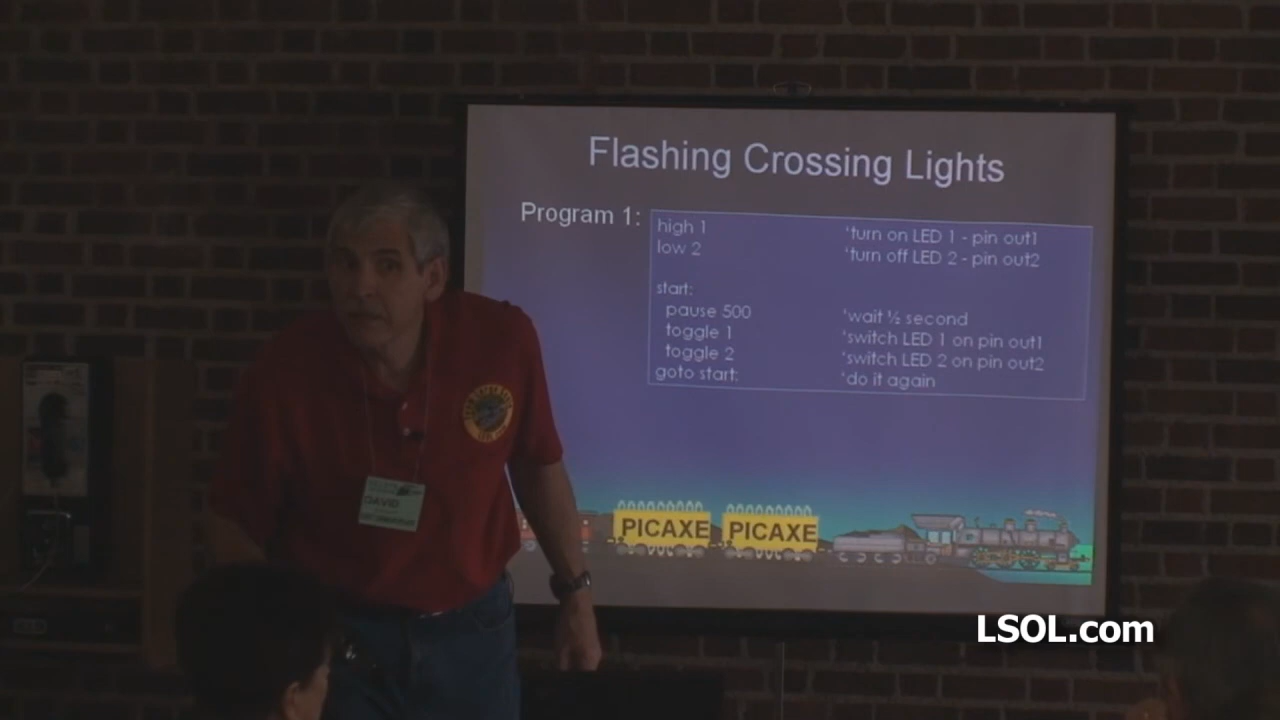 Flashing Crossing Lights
Program 1:
high 1 'turn on LED 1 - pin out1
low 2 'turn off LED 2 - pin out2
start:
pause 500 'wait ½ second
toggle 1 'switch LED 1 on pin out1
toggle 2 'switch LED 2 on pin out2
goto start: 'do it again
PICAXE PICAXE
DAVID
LSOL.com